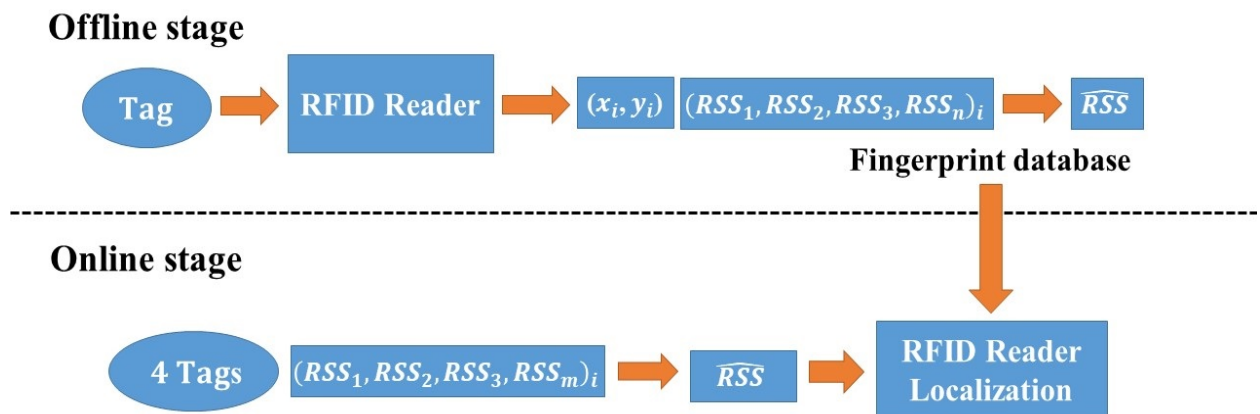 Offline stage
Tag
RFID Reader
(x_i, y_i)
(RSS_1, RSS_2, RSS_3, RSS_n)_i
\widehat{RSS}
Fingerprint database
Online stage
4 Tags
(RSS_1, RSS_2, RSS_3, RSS_m)_i
\widehat{RSS}
RFID Reader
Localization